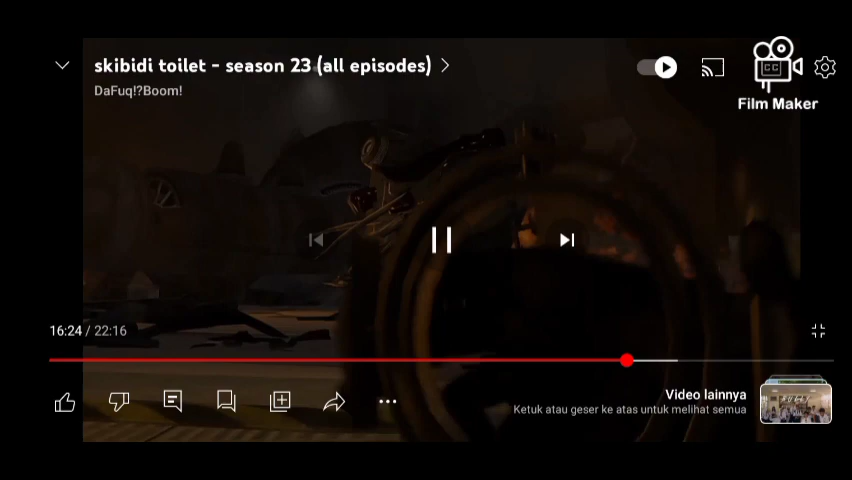 skibidi toilet - season 23 (all episodes)
DaFuq!?Boom!
CC
Film Maker
16:24 / 22:16
Video lainnya
Ketuk atau geser ke atas untuk melihat semua